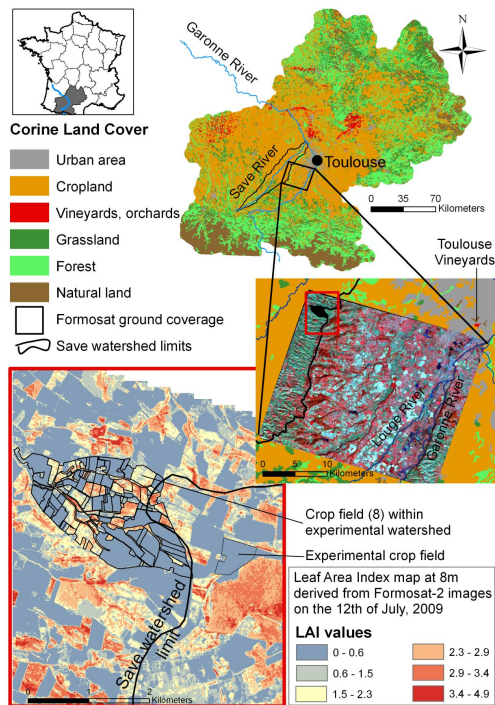 N
Garonne River
Corine Land Cover
Urban area
Cropland
Vineyards, orchards
Grassland
Forest
Natural land
Formosat ground coverage
Save watershed limits
Save River
Toulouse
0 35 70
Kilometers
Toulouse
Vineyards
Louge River
Garonne River
0 5 10
Kilometers
Crop field (8) within
experimental watershed
Experimental crop field
Save watershed
limit
0 1 2
Kilometers
Leaf Area Index map at 8m
derived from Formosat-2 images
on the 12th of July, 2009
LAI values
0 - 0.6
0.6 - 1.5
1.5 - 2.3
2.3 - 2.9
2.9 - 3.4
3.4 - 4.9